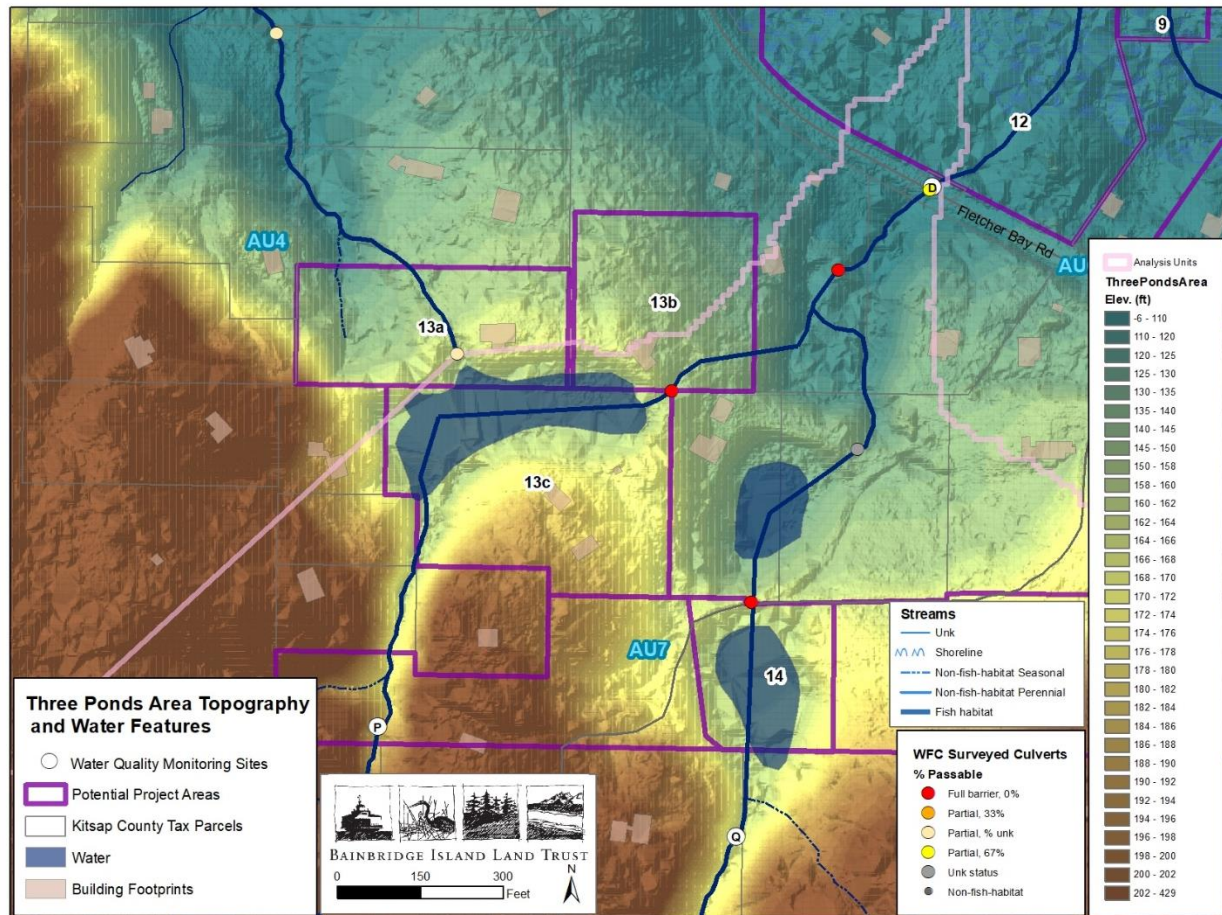 9
12
D
Fletcher Bay Rd
AU4
AU
13a
13b
13c
AU7
14
P
Q
Analysis Units
ThreePondsArea
Elev. (ft)
-6 - 110
110 - 120
120 - 125
125 - 130
130 - 135
135 - 140
140 - 145
145 - 150
150 - 158
158 - 160
160 - 162
162 - 164
164 - 166
166 - 168
168 - 170
170 - 172
172 - 174
174 - 176
176 - 178
178 - 180
180 - 182
182 - 184
184 - 186
186 - 188
188 - 190
190 - 192
192 - 194
194 - 196
196 - 198
198 - 200
200 - 202
202 - 429
Streams
Unk
Shoreline
Non-fish-habitat Seasonal
Non-fish-habitat Perennial
Fish habitat
WFC Surveyed Culverts
% Passable
Full barrier, 0%
Partial, 33%
Partial, % unk
Partial, 67%
Unk status
Non-fish-habitat
Three Ponds Area Topography
and Water Features
Water Quality Monitoring Sites
Potential Project Areas
Kitsap County Tax Parcels
Water
Building Footprints
BAINBRIDGE ISLAND LAND TRUST
0 150 300
Feet
N